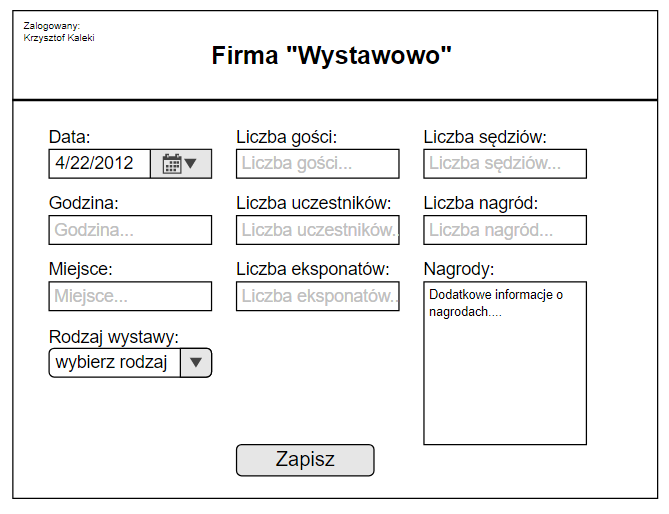 Zalogowany:
Krzysztof Kaleki
Firma "Wystawowo"
Data:
4/22/2012
Godzina:
Godzina...
Miejsce:
Miejsce...
Rodzaj wystawy:
wybierz rodzaj
Liczba gości:
Liczba gości...
Liczba uczestników:
Liczba uczestników..
Liczba eksponatów:
Liczba eksponatów..
Liczba sędziów:
Liczba sędziów...
Liczba nagród:
Liczba nagród...
Nagrody:
Dodatkowe informacje o
nagrodach....
Zapisz